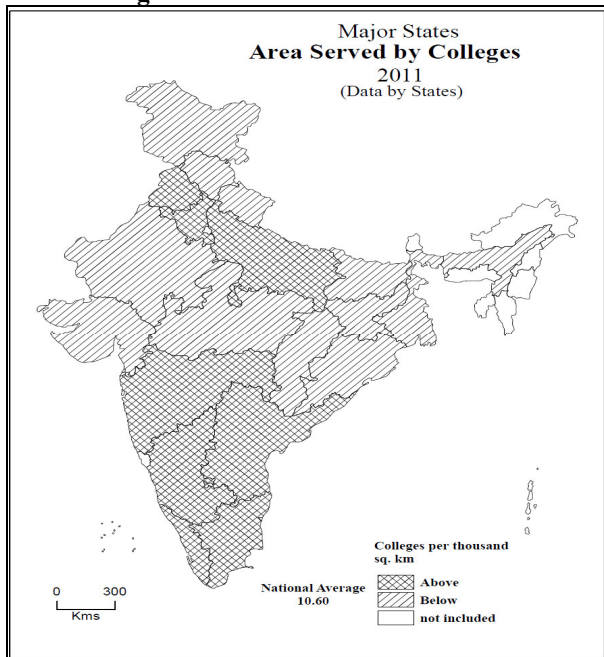 Major States
Area Served by Colleges
2011
(Data by States)
Colleges per thousand
sq. km
National Average
10.60
Above
Below
not included
0 300
Kms